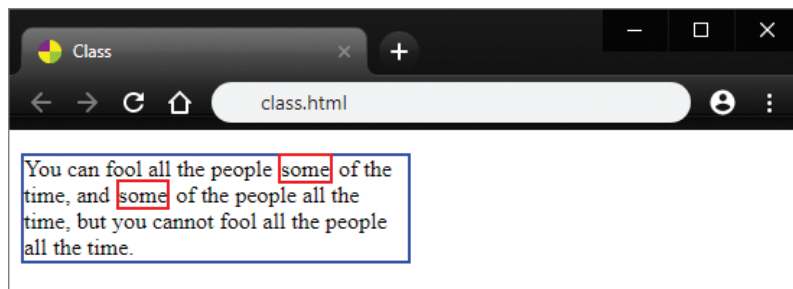 Class
class.html
You can fool all the people some of the
time, and some of the people all the
time, but you cannot fool all the people
all the time.